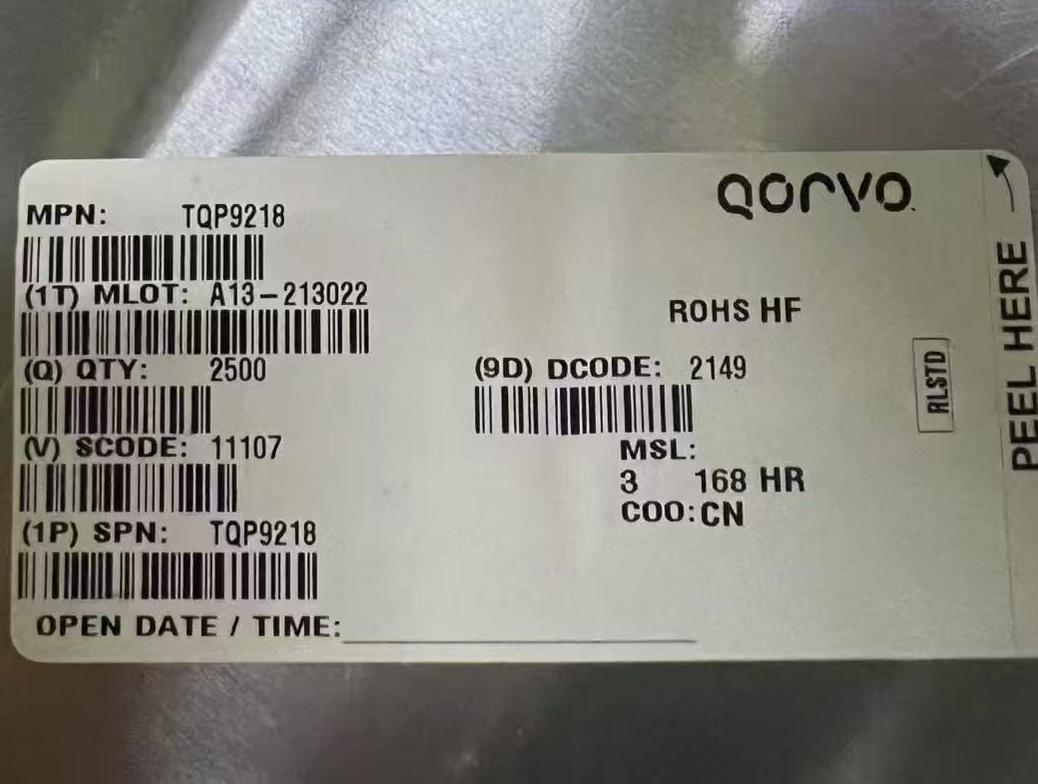 QORVO
MPN: TQP9218
(1T) MLOT: A13-213022
ROHS HF
(Q) QTY: 2500
(9D) DCODE: 2149
(V) SCODE: 11107
MSL:
3 168 HR
COO:CN
(1P) SPN: TQP9218
OPEN DATE / TIME:
RLSTD
PEEL HERE